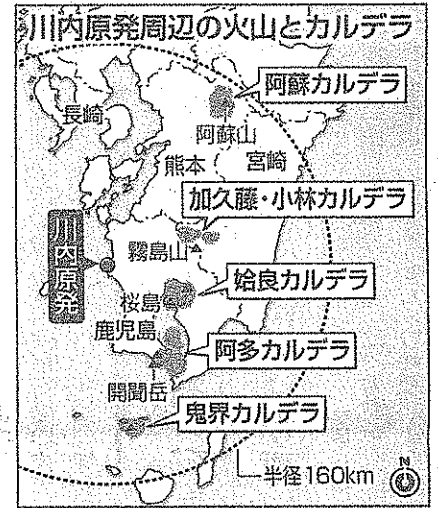 川内原発周辺の火山とカルデラ
阿蘇カルデラ
長崎
阿蘇山
熊本
宮崎
加久藤・小林カルデラ
霧島山
川内原発
姶良カルデラ
桜島
鹿児島
阿多カルデラ
開聞岳
鬼界カルデラ
半径160km
N